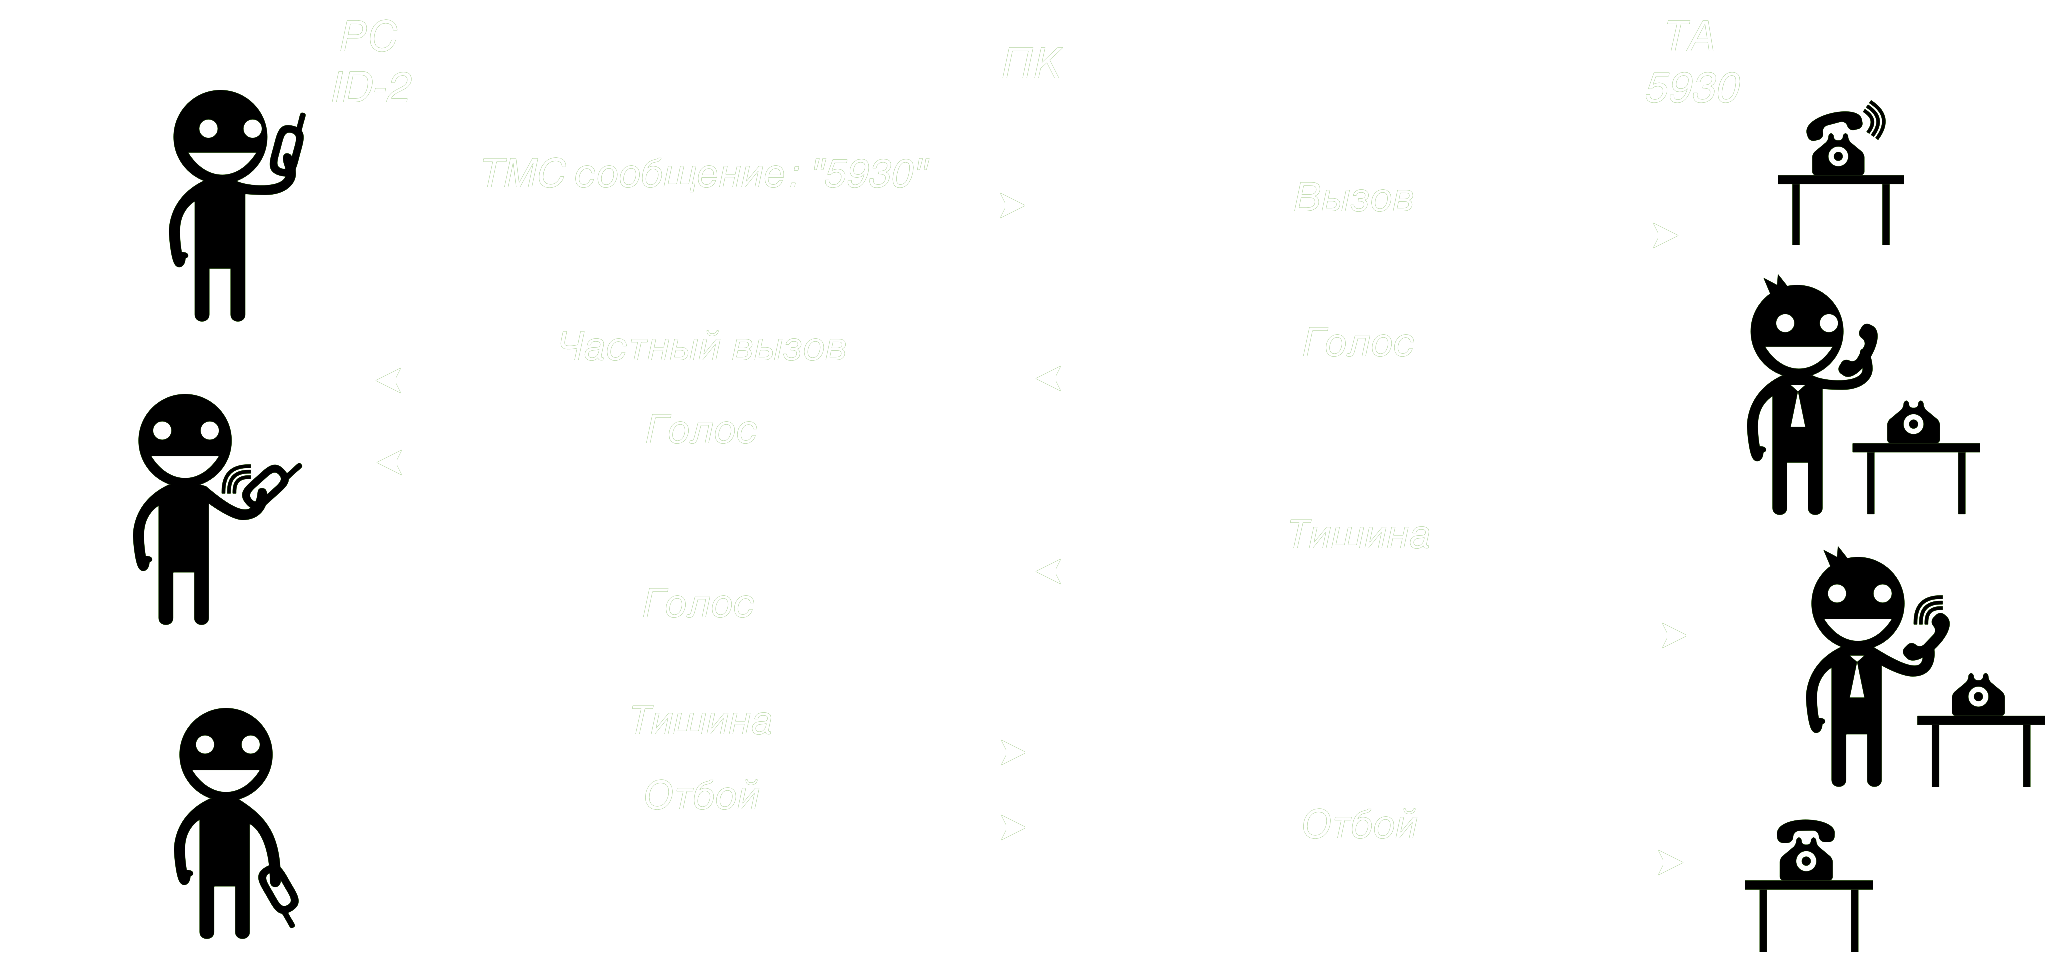 РС
ID-2
ПК
ТА
5930
ТМС сообщение: "5930"
Вызов
Частный вызов
Голос
Голос
Тишина
Голос
Тишина
Отбой
Отбой